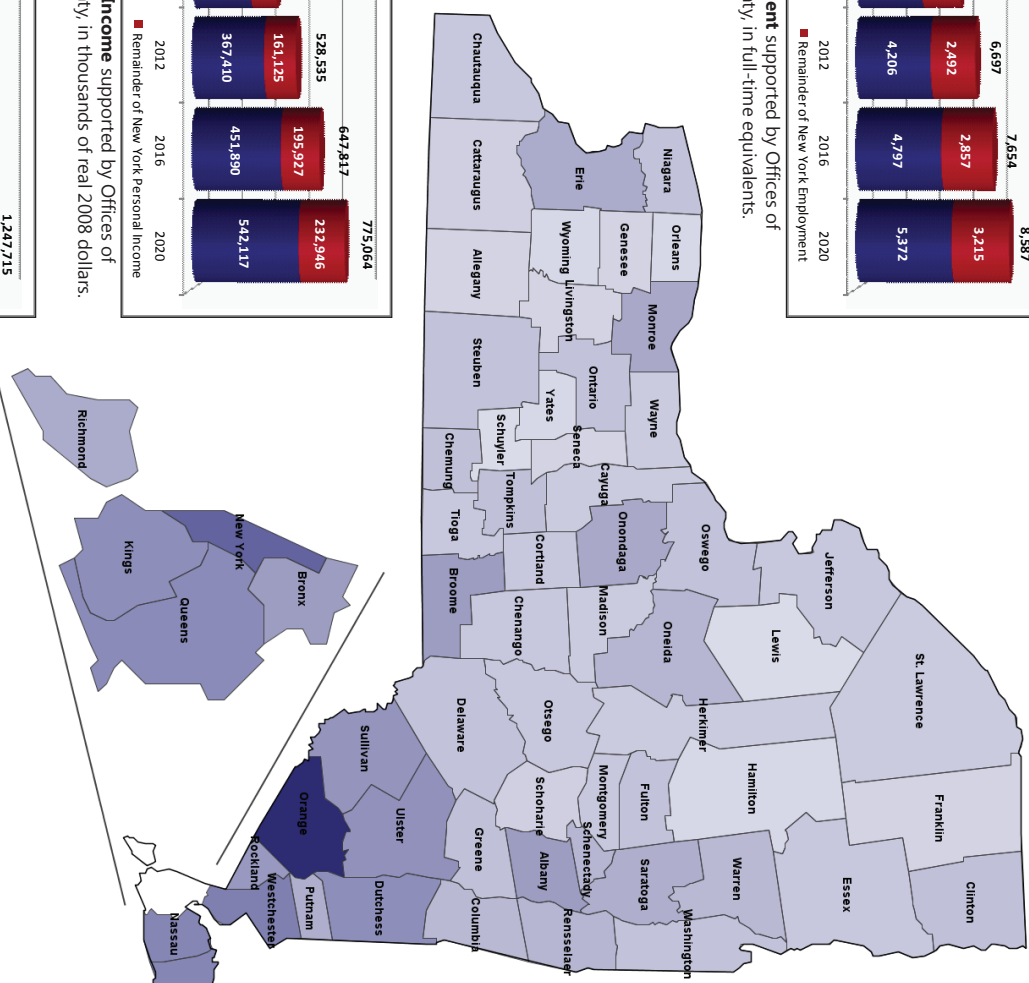 8,587
7,654
6,697
2,492 2,857 3,215
4,206 4,797 5,372
2012 2016 2020
Remainder of New York Employment
ent supported by Offices of
ty, in full-time equivalents.
775,064
647,817
528,535
161,125 195,927 232,946
367,410 451,890 542,117
2012 2016 2020
Remainder of New York Personal Income
Income supported by Offices of
ty, in thousands of real 2008 dollars.
1,247,715
Clinton
Franklin
St. Lawrence
Essex
Jefferson
Lewis
Hamilton
Warren
Oswego
Herkimer
Washington
Niagara
Orleans
Monroe
Wayne
Oneida
Fulton
Saratoga
Genesee
Onondaga
Cayuga
Madison
Montgomery
Schenectady
Erie
Wyoming
Livingston
Ontario
Seneca
Yates
Rensselaer
Otsego
Schoharie
Albany
Cortland
Chenango
Tompkins
Schuyler
Chautauqua
Cattaraugus
Allegany
Steuben
Chemung
Tioga
Broome
Delaware
Greene
Columbia
Ulster
Dutchess
Sullivan
Putnam
Orange
Rockland
Westchester
Bronx
New York
Queens
Nassau
Kings
Richmond